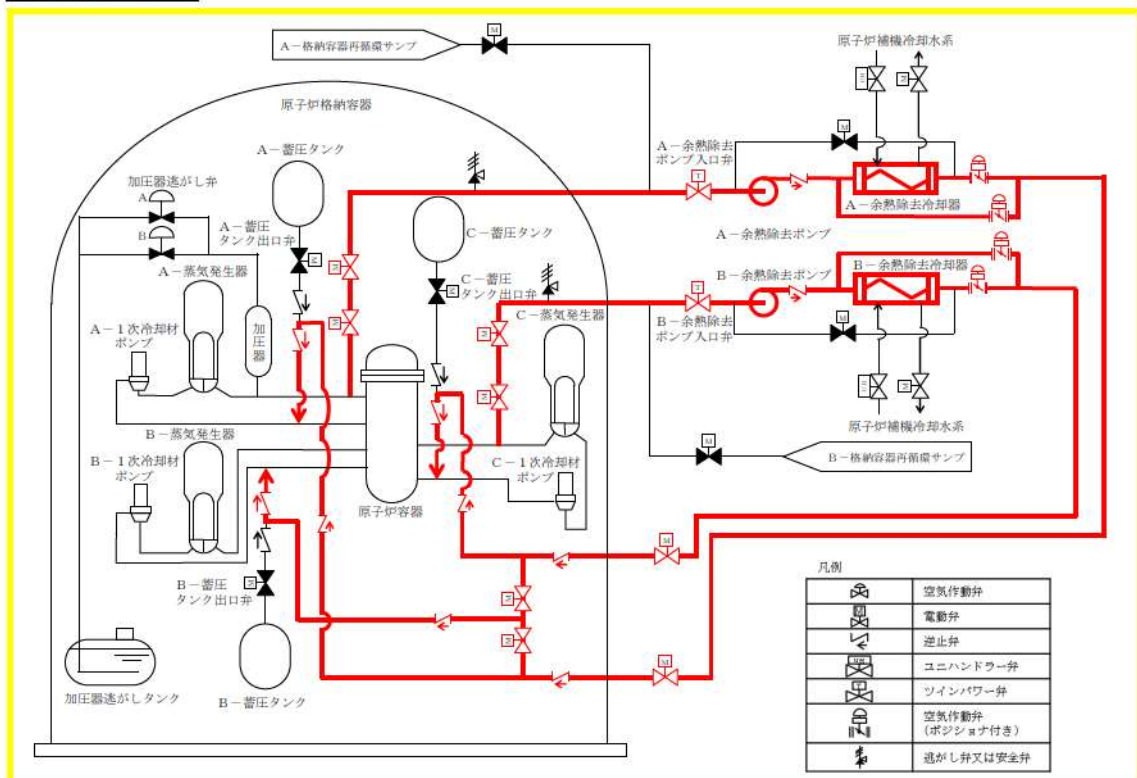 A－格納容器再循環サンプ
M
原子炉補機冷却水系
M
原子炉格納容器
A－蓄圧タンク
加圧器逃がし弁
A
B
A－余熱除去
ポンプ入口弁
M
T
A－余熱除去冷却器
A－余熱除去ポンプ
A－蓄圧
タンク出口弁
M
C－蓄圧タンク
M
C－蓄圧
タンク出口弁
M
B－余熱除去ポンプ
B－余熱除去冷却器
T
B－余熱除去
ポンプ入口弁
M
A－蒸気発生器
C－蒸気発生器
A－1次冷却材
ポンプ
加圧器
M
M
M
M
原子炉補機冷却水系
B－蒸気発生器
B－1次冷却材
ポンプ
C－1次冷却材
ポンプ
M
B－格納容器再循環サンプ
原子炉容器
M
B－蓄圧
タンク出口弁
M
M
M
M
加圧器逃がしタンク
B－蓄圧タンク
凡例
空気作動弁
M
電動弁
逆止弁
ユニハンドラー弁
T
ツインパワー弁
空気作動弁
(ポジショナ付き)
逃がし弁又は安全弁